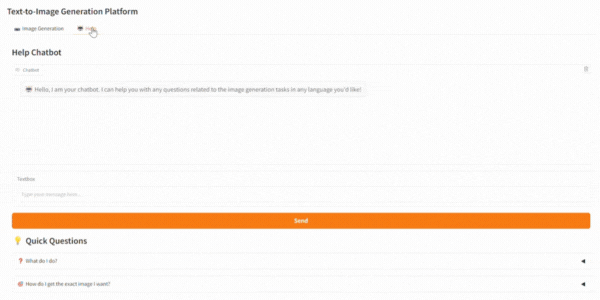 Text-to-Image Generation Platform
Image Generation
Help
Help Chatbot
Chatbot
Hello, I am your chatbot. I can help you with any questions related to the image generation tasks in any language you'd like!
Textbox
Type your message here...
Send
Quick Questions
What do I do?
How do I get the exact image I want?